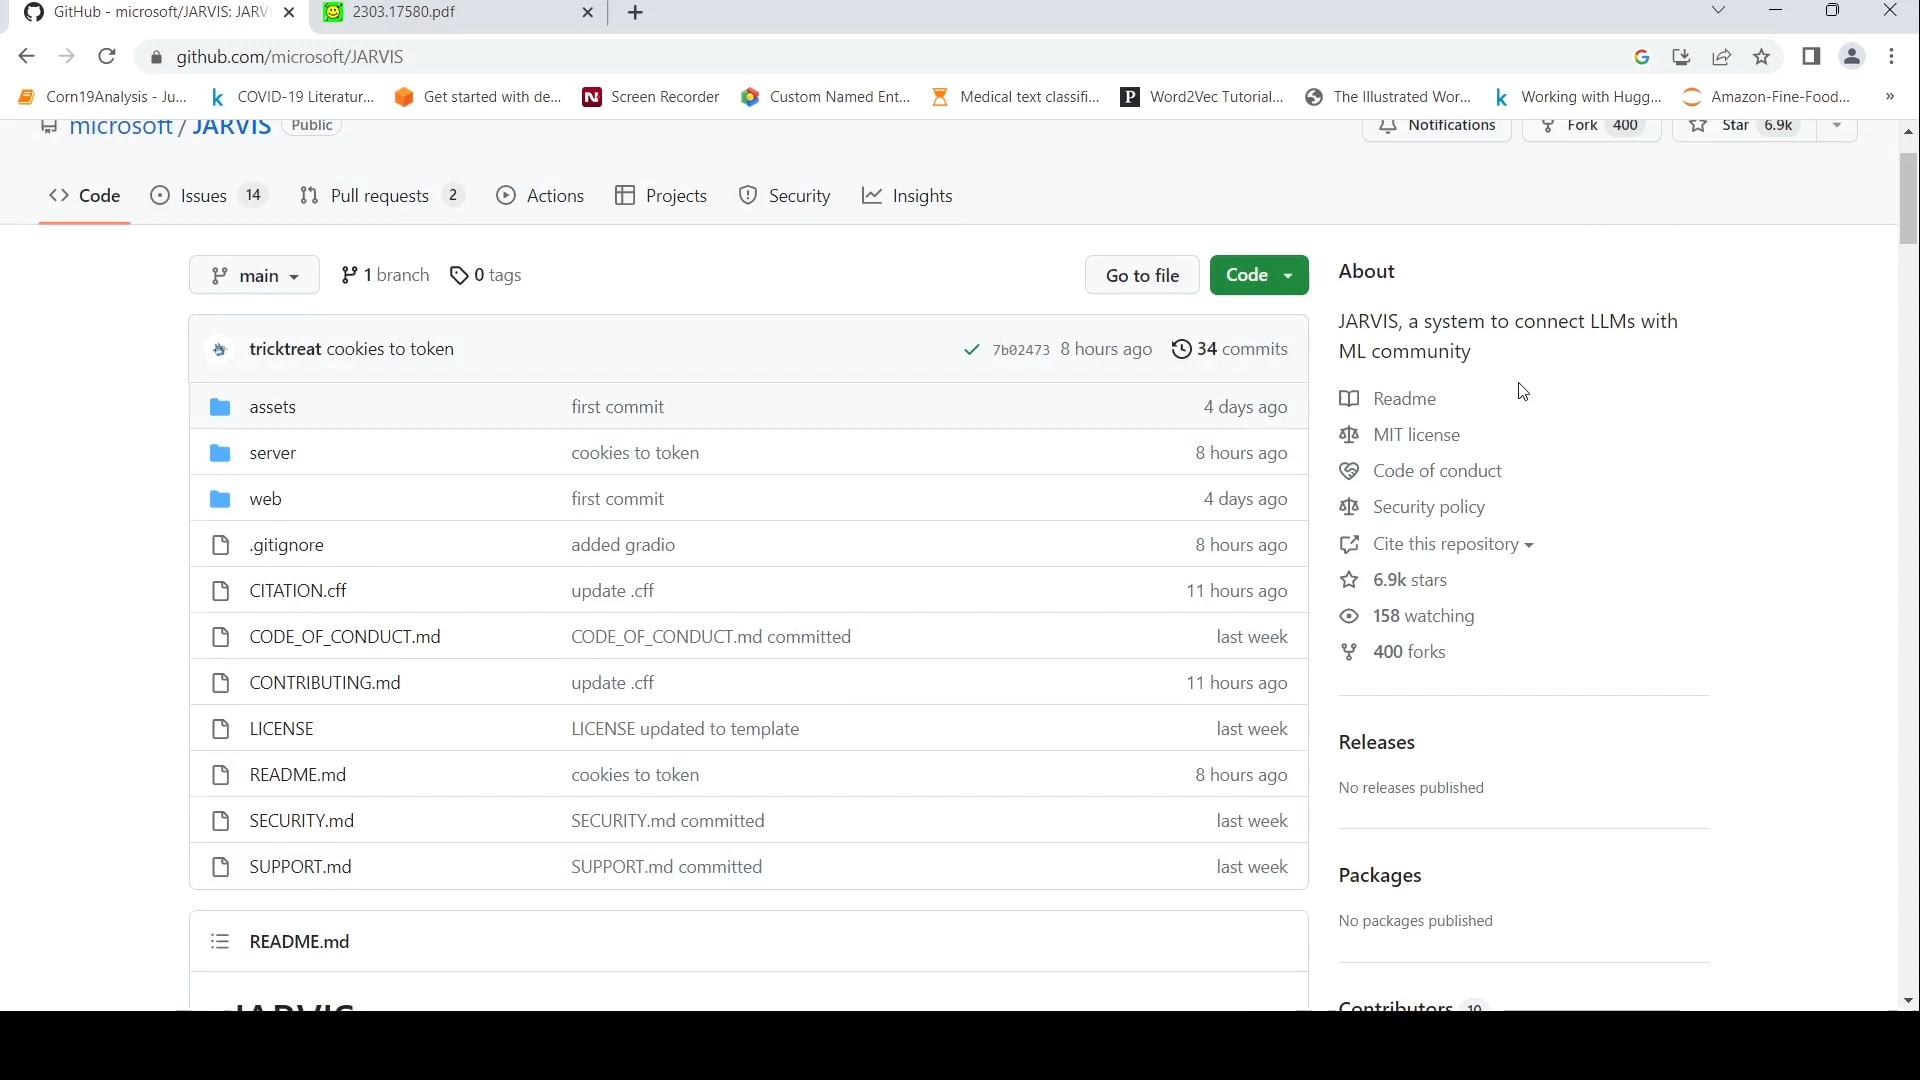 GitHub - microsoft/JARVIS: JARV
2303.17580.pdf
github.com/microsoft/JARVIS
Corn19Analysis - Ju...
COVID-19 Literatur...
Get started with de...
Screen Recorder
Custom Named Ent...
Medical text classifi...
Word2Vec Tutorial...
The Illustrated Wor...
Working with Hugg...
Amazon-Fine-Food...
»
microsoft / JARVIS Public
Notifications
Fork 400
Star 6.9k
Code
Issues 14
Pull requests 2
Actions
Projects
Security
Insights
main
1 branch
0 tags
Go to file
Code
tricktreat cookies to token
7b02473 8 hours ago
34 commits
assets first commit 4 days ago
server cookies to token 8 hours ago
web first commit 4 days ago
.gitignore added gradio 8 hours ago
CITATION.cff update .cff 11 hours ago
CODE_OF_CONDUCT.md CODE_OF_CONDUCT.md committed last week
CONTRIBUTING.md update .cff 11 hours ago
LICENSE LICENSE updated to template last week
README.md cookies to token 8 hours ago
SECURITY.md SECURITY.md committed last week
SUPPORT.md SUPPORT.md committed last week
README.md
JARVIS
About
JARVIS, a system to connect LLMs with
ML community
Readme
MIT license
Code of conduct
Security policy
Cite this repository
6.9k stars
158 watching
400 forks
Releases
No releases published
Packages
No packages published
Contributors 10